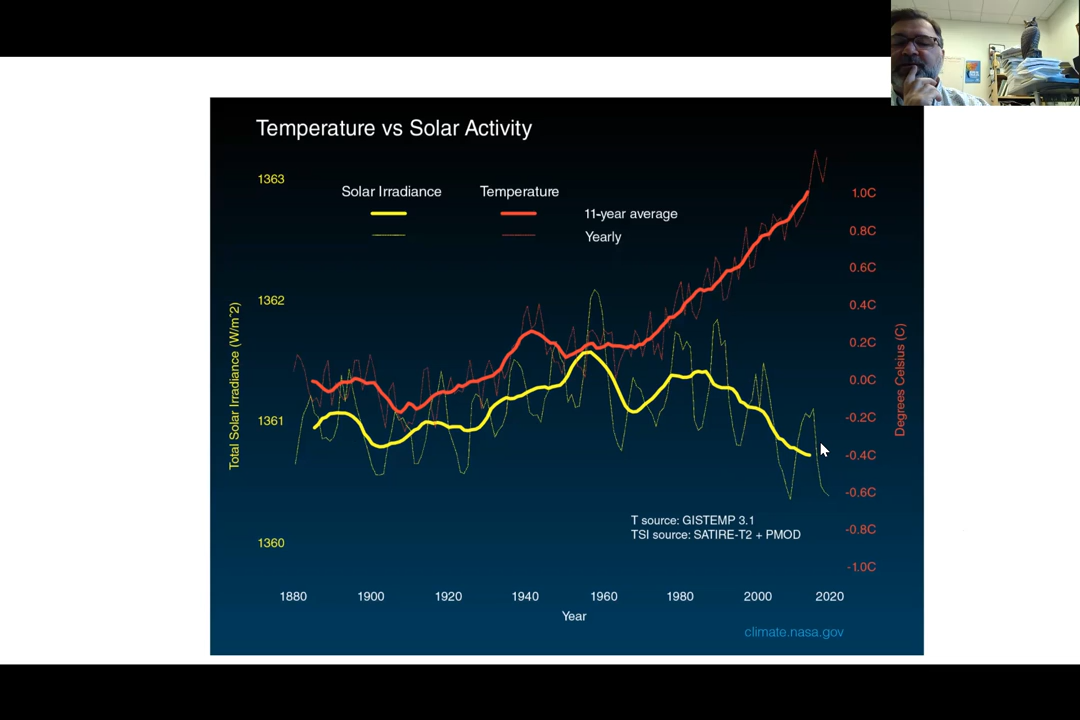 Temperature vs Solar Activity
1363
1362
1361
1360
Total Solar Irradiance (W/m^2)
Solar Irradiance
Temperature
11-year average
Yearly
1.0C
0.8C
0.6C
0.4C
0.2C
0.0C
-0.2C
-0.4C
-0.6C
-0.8C
-1.0C
Degrees Celsius (C)
T source: GISTEMP 3.1
TSI source: SATIRE-T2 + PMOD
1880 1900 1920 1940 1960 1980 2000 2020
Year
climate.nasa.gov